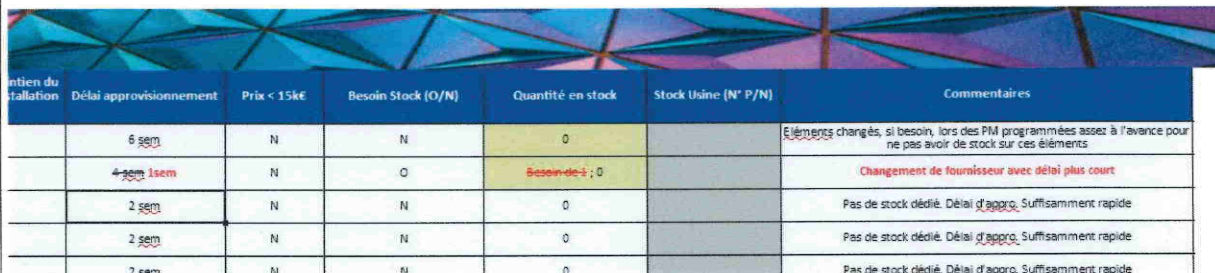 ntien du
stallation Délai approvisionnement Prix < 15k€ Besoin Stock (O/N) Quantité en stock Stock Usine (N° P/N) Commentaires
6 sem N N 0 Eléments changés, si besoin, lors des PM programmées assez à l'avance pour
ne pas avoir de stock sur ces éléments
4 sem 1sem N O Besoin de 1 ; 0 Changement de fournisseur avec délai plus court
2 sem N N 0 Pas de stock dédié. Délai d'appro. Suffisamment rapide
2 sem N N 0 Pas de stock dédié. Délai d'appro. Suffisamment rapide
2 sem N N 0 Pas de stock dédié. Délai d'appro. Suffisamment rapide